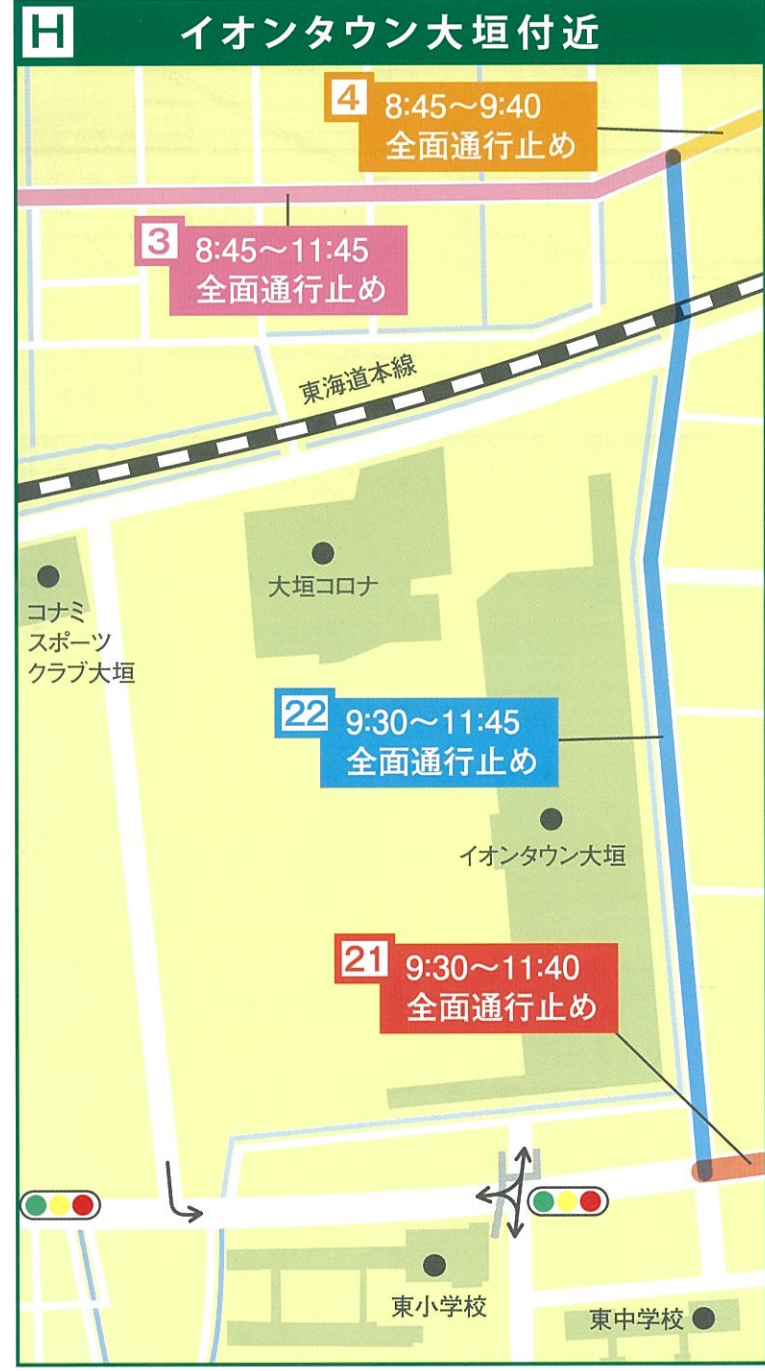 H イオンタウン大垣付近
4 8:45～9:40
全面通行止め
3 8:45～11:45
全面通行止め
東海道本線
大垣コロナ
コナミ
スポーツ
クラブ大垣
22 9:30～11:45
全面通行止め
イオンタウン大垣
21 9:30～11:40
全面通行止め
東小学校
東中学校